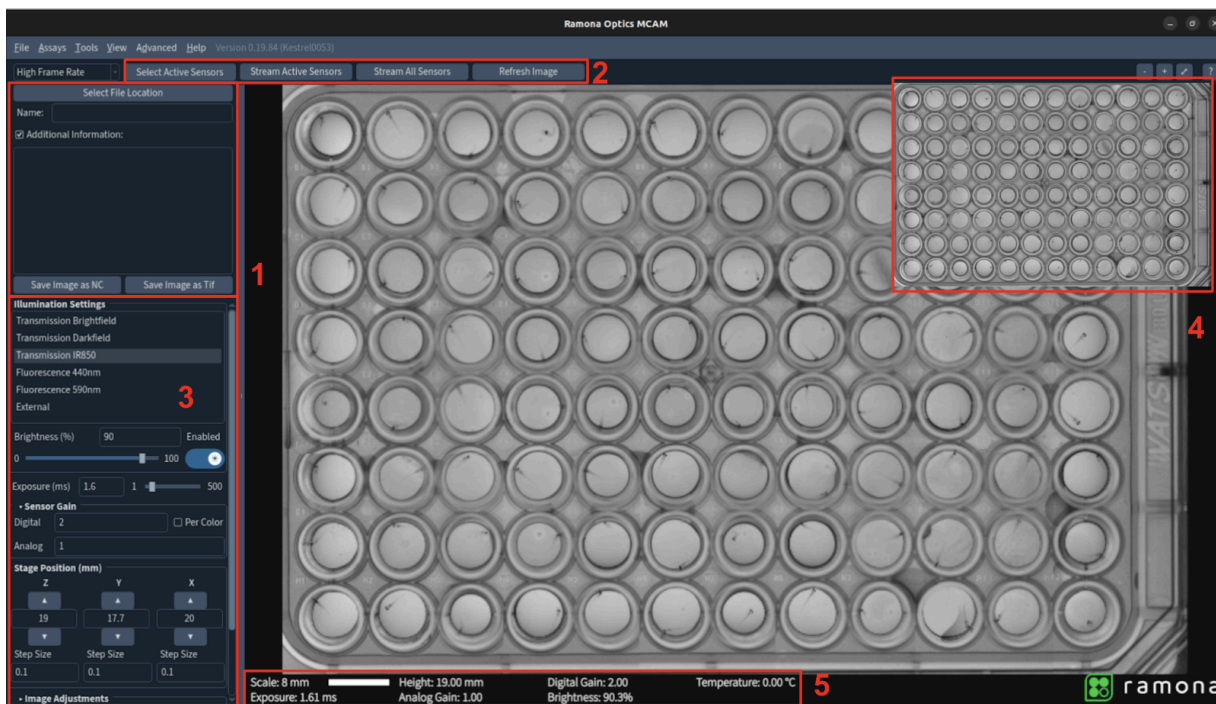 Ramona Optics MCAM
File Assays Tools View Advanced Help Version 0.19.84 (Kestrel0053)
High Frame Rate Select Active Sensors Stream Active Sensors Stream All Sensors Refresh Image 2 - + ?
Select File Location
Name:
Additional Information:
Save Image as NC Save Image as Tif
1
Illumination Settings
Transmission Brightfield
Transmission Darkfield
Transmission IR850
Fluorescence 440nm
Fluorescence 590nm
External
3
Brightness (%) 90 Enabled
0 100
Exposure (ms) 1.6 1 500
Sensor Gain
Digital 2 Per Color
Analog 1
Stage Position (mm)
Z Y X
19 17.7 20
Step Size Step Size Step Size
0.1 0.1 0.1
Image Adjustments
4
Scale: 8 mm Height: 19.00 mm Digital Gain: 2.00 Temperature: 0.00 °C
Exposure: 1.61 ms Analog Gain: 1.00 Brightness: 90.3%
5
ramona